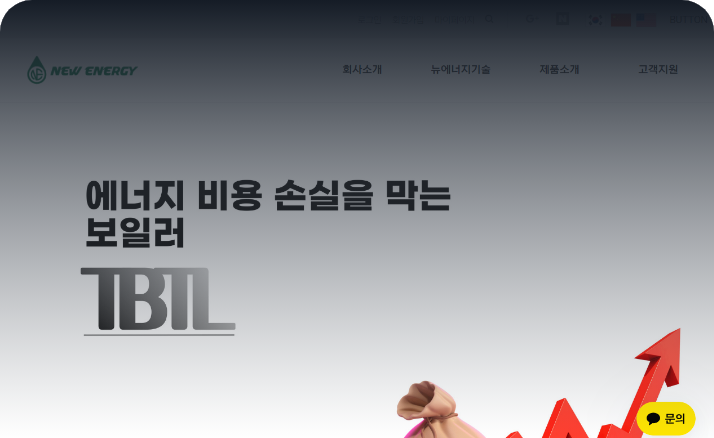 NEW ENERGY
회사소개 뉴에너지기술 제품소개 고객지원
에너지 비용 손실을 막는
보일러
TBTL
문의